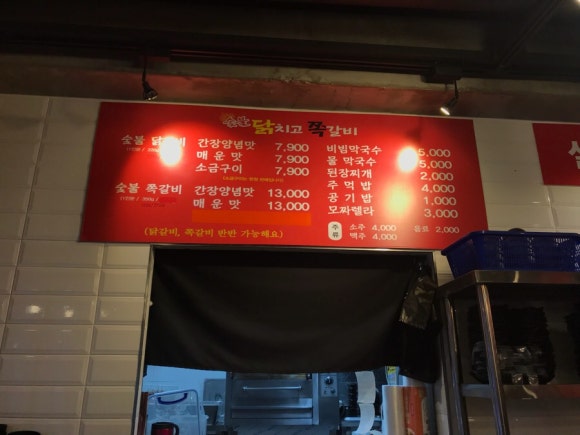 닭치고 쪽갈비
숯불 닭갈비 간장양념맛 7,900
매운맛 7,900
소금구이 7,900
숯불 쪽갈비 간장양념맛 13,000
매운맛 13,000
(닭갈비, 쪽갈비 반반 가능해요.)
비빔막국수 5,000
물막국수 5,000
된장찌개 2,000
주먹밥 4,000
공기밥 1,000
모짜렐라 3,000
주류 소주 4,000 음료 2,000
맥주 4,000